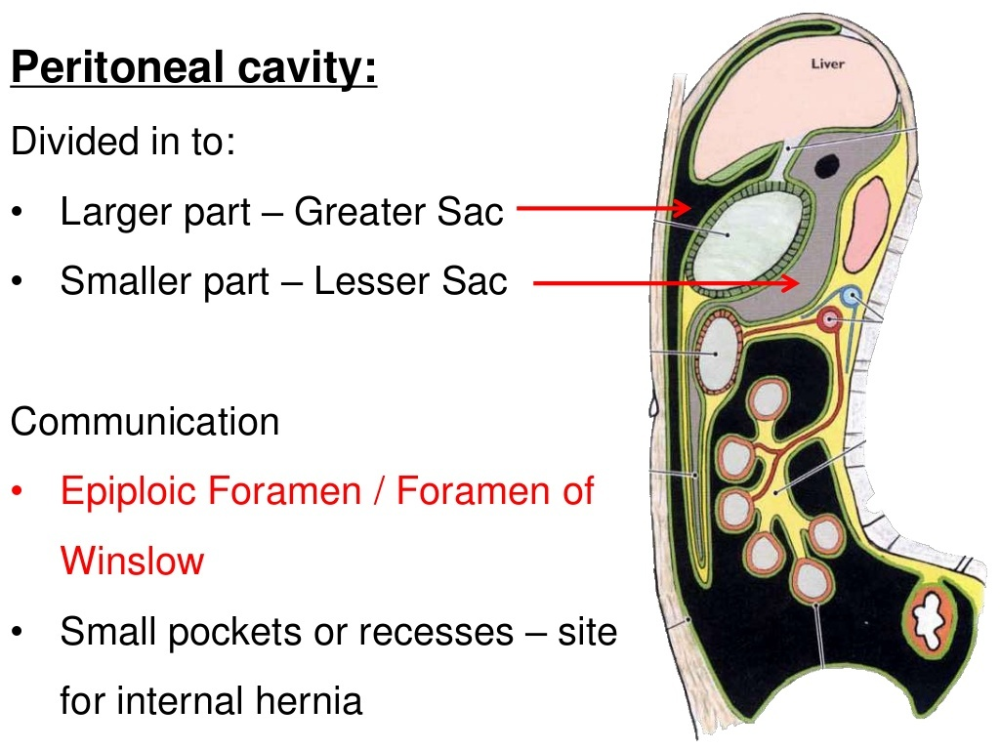 Peritoneal cavity:
Divided in to:
• Larger part – Greater Sac
• Smaller part – Lesser Sac
Communication
• Epiploic Foramen / Foramen of
Winslow
• Small pockets or recesses – site
for internal hernia
Liver